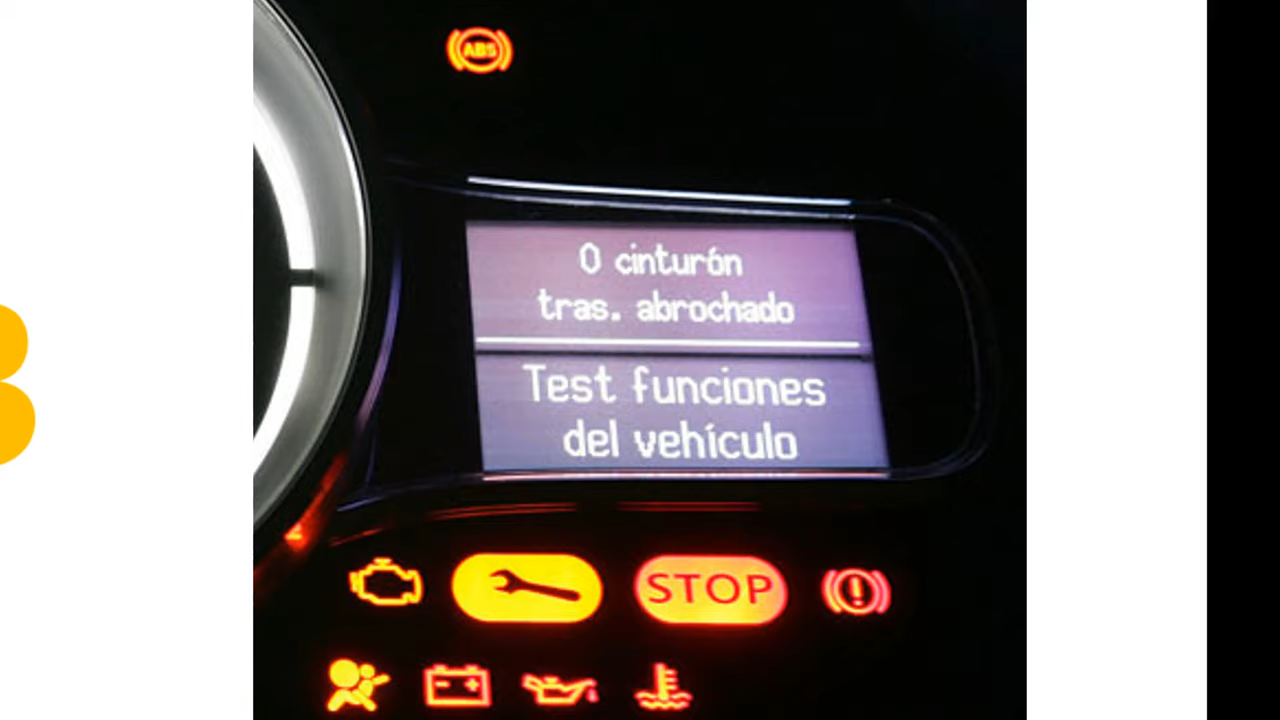 ABS
0 cinturón
tras. abrochado
Test funciones
del vehículo
STOP